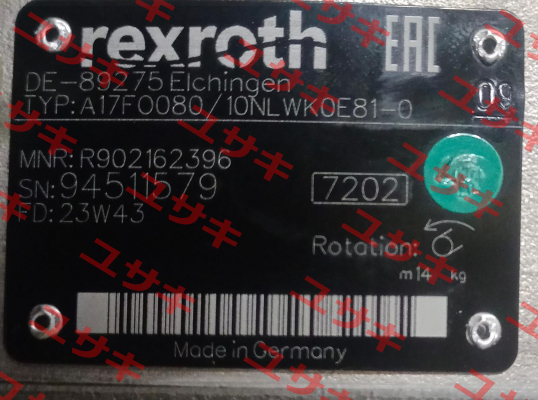 rexroth EAC
DE-89275 Elchingen
TYP: A17FO080/10NLWK0E81-0
09
MNR: R902162396
SN: 94511579
7202
FD: 23W43
Rotation:
m14 kg
Made in Germany
ユサキ